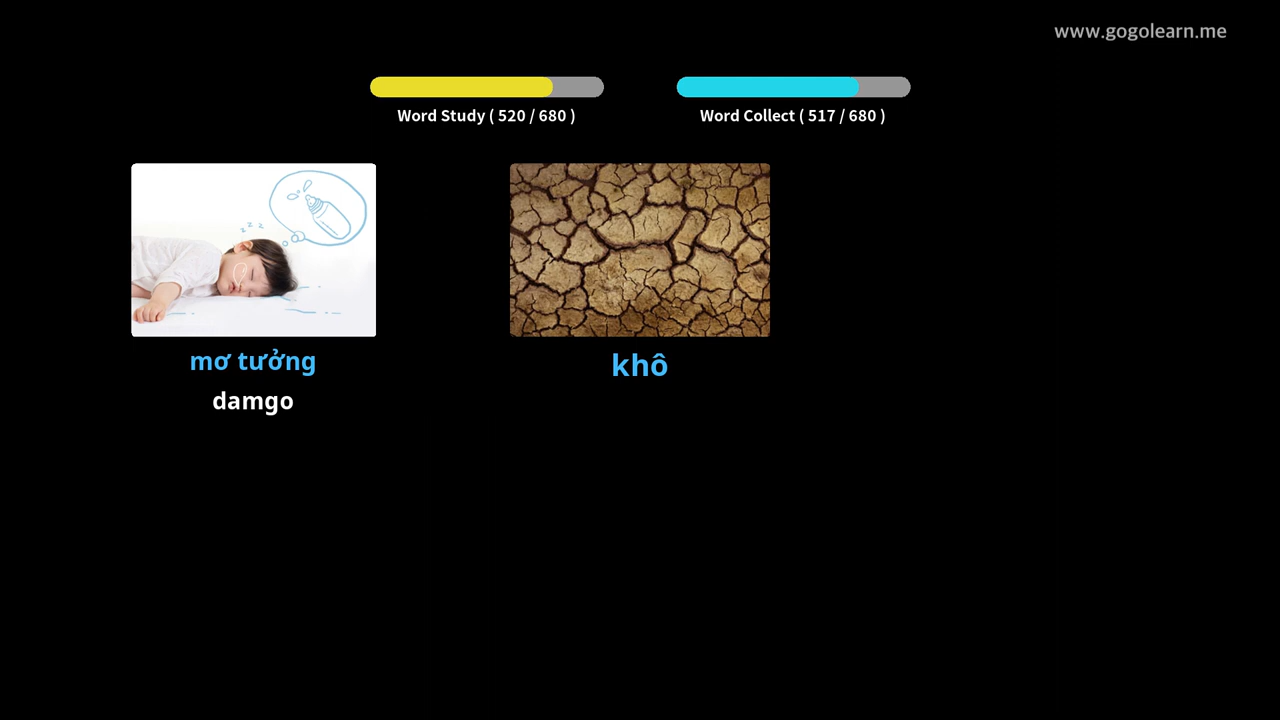 www.gogolearn.me
Word Study ( 520 / 680 )
Word Collect ( 517 / 680 )
mơ tưởng
damgo
khô